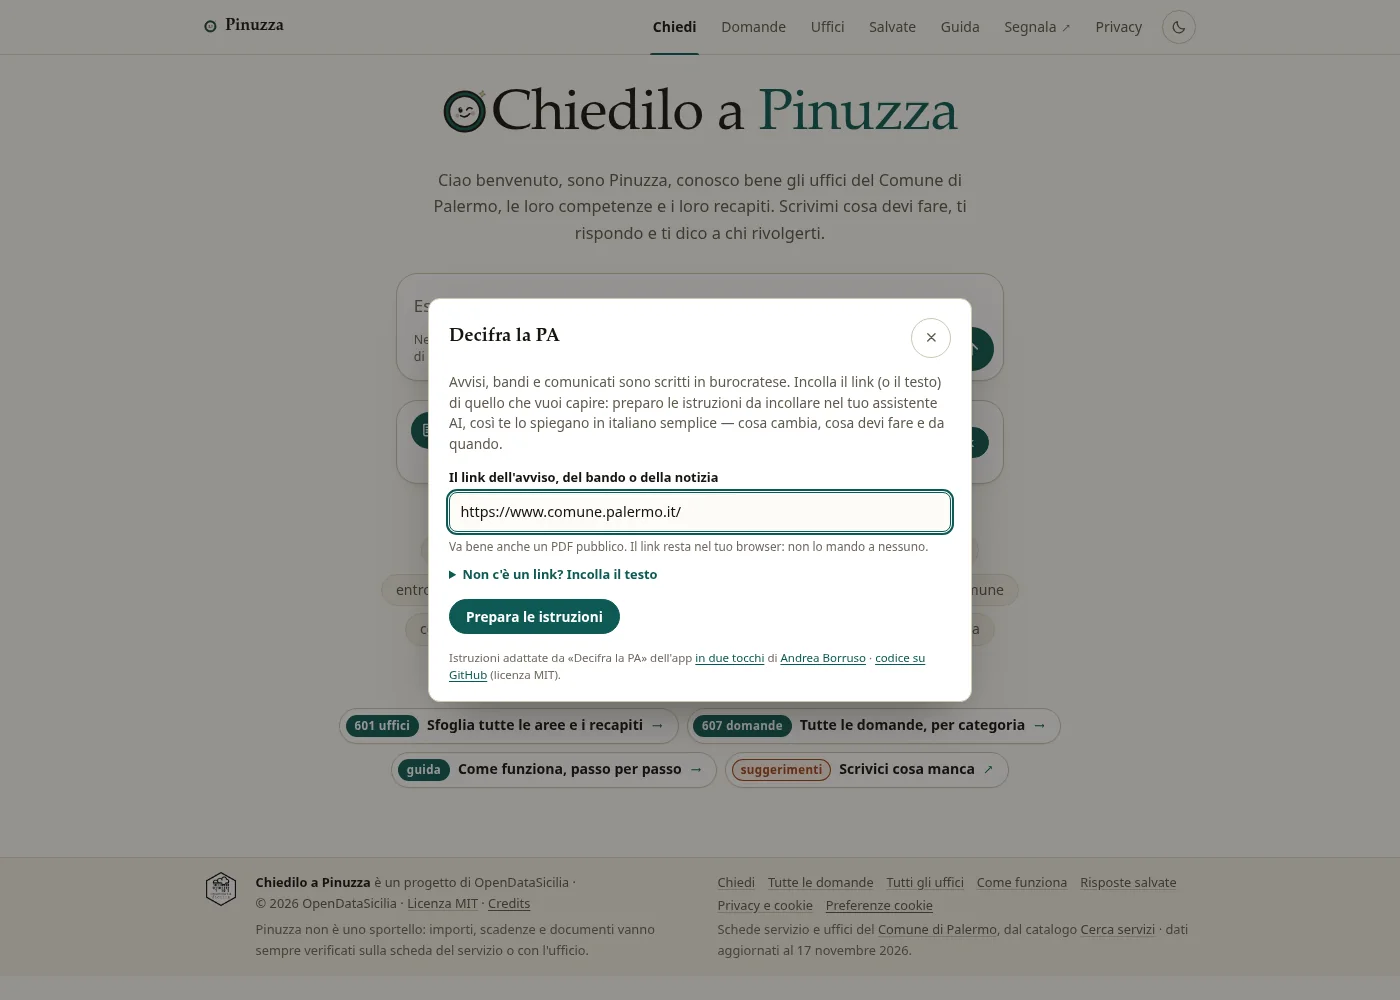 Pinuzza
Chiedi Domande Uffici Salvate Guida Segnala ↗ Privacy
Chiedilo a Pinuzza
Ciao benvenuto, sono Pinuzza, conosco bene gli uffici del Comune di
Palermo, le loro competenze e i loro recapiti. Scrivimi cosa devi fare, ti
rispondo e ti dico a chi rivolgerti.
Decifra la PA
Avvisi, bandi e comunicati sono scritti in burocratese. Incolla il link (o il testo)
di quello che vuoi capire: preparo le istruzioni da incollare nel tuo assistente
AI, così te lo spiegano in italiano semplice — cosa cambia, cosa devi fare e da
quando.
Il link dell'avviso, del bando o della notizia
https://www.comune.palermo.it/
Va bene anche un PDF pubblico. Il link resta nel tuo browser: non lo mando a nessuno.
Non c'è un link? Incolla il testo
Prepara le istruzioni
Istruzioni adattate da «Decifra la PA» dell'app in due tocchi di Andrea Borruso · codice su
GitHub (licenza MIT).
601 uffici Sfoglia tutte le aree e i recapiti →
607 domande Tutte le domande, per categoria →
guida Come funziona, passo per passo →
suggerimenti Scrivici cosa manca ↗
Chiedilo a Pinuzza è un progetto di OpenDataSicilia ·
© 2026 OpenDataSicilia · Licenza MIT · Credits
Pinuzza non è uno sportello: importi, scadenze e documenti vanno
sempre verificati sulla scheda del servizio o con l'ufficio.
Chiedi Tutte le domande Tutti gli uffici Come funziona Risposte salvate
Privacy e cookie Preferenze cookie
Schede servizio e uffici del Comune di Palermo, dal catalogo Cerca servizi · dati
aggiornati al 17 novembre 2026.